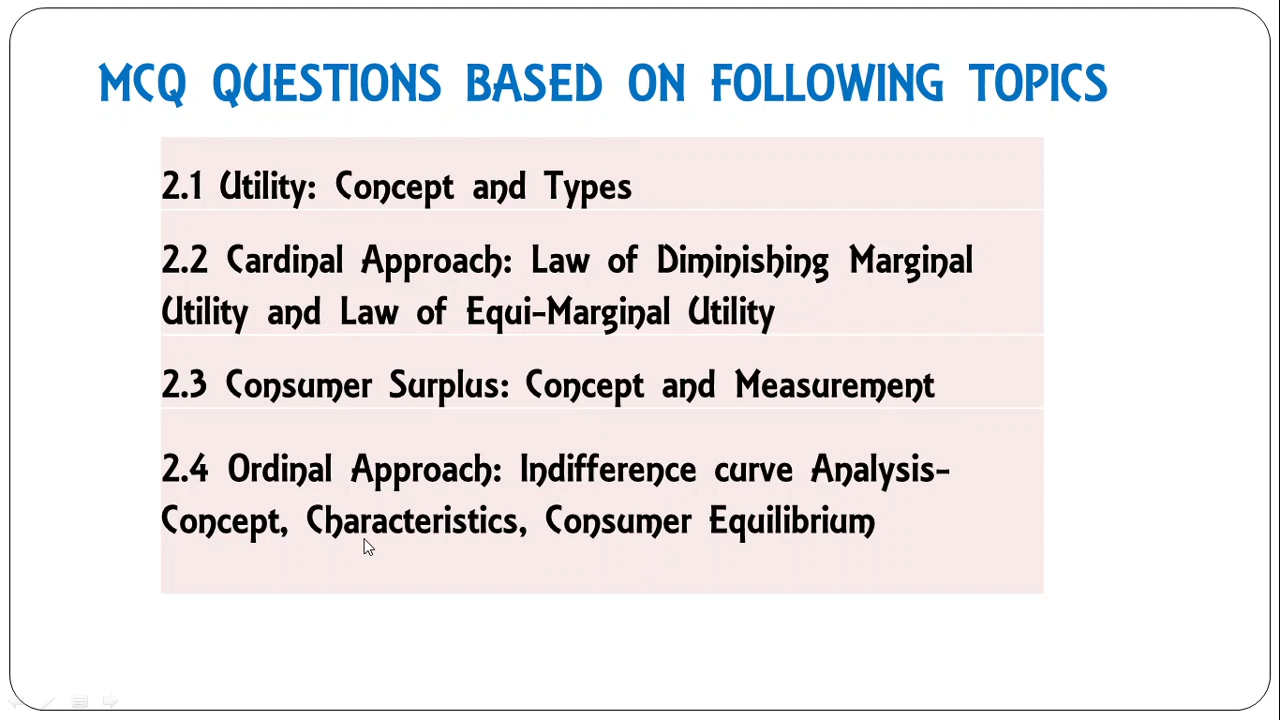 MCQ QUESTIONS BASED ON FOLLOWING TOPICS
2.1 Utility: Concept and Types
2.2 Cardinal Approach: Law of Diminishing Marginal
Utility and Law of Equi-Marginal Utility
2.3 Consumer Surplus: Concept and Measurement
2.4 Ordinal Approach: Indifference curve Analysis-
Concept, Characteristics, Consumer Equilibrium